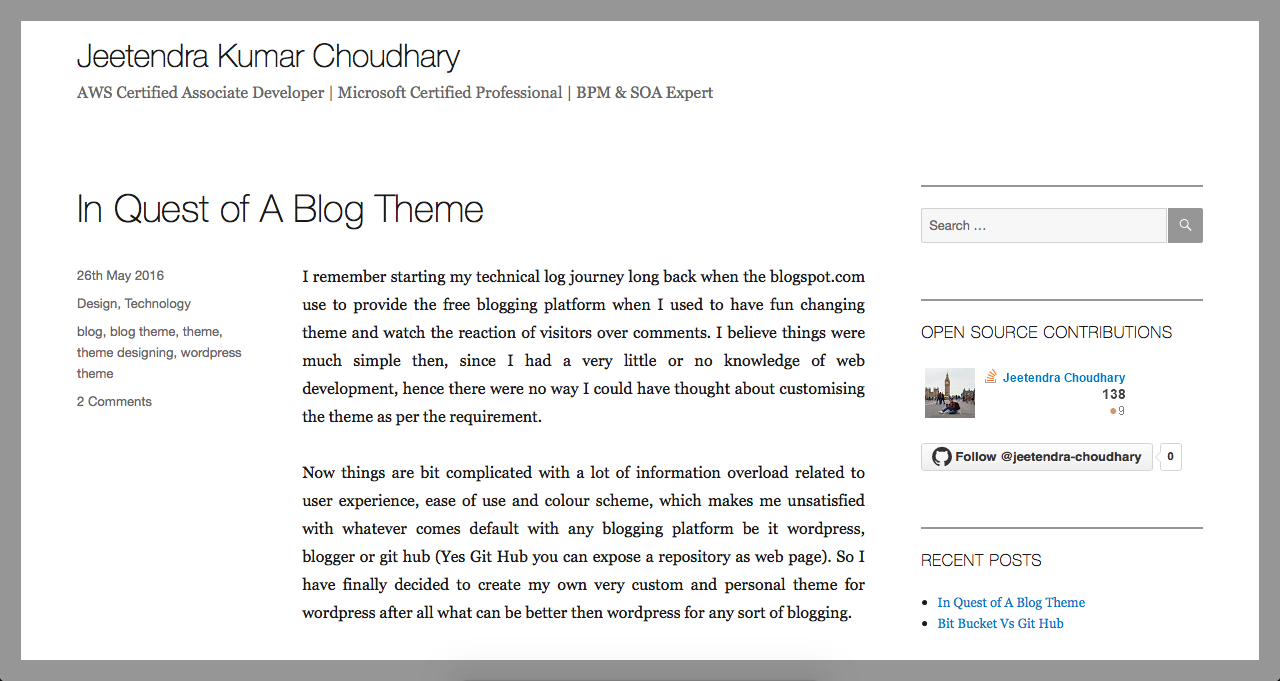 Jeetendra Kumar Choudhary
AWS Certified Associate Developer | Microsoft Certified Professional | BPM & SOA Expert
In Quest of A Blog Theme
26th May 2016
Design, Technology
blog, blog theme, theme,
theme designing, wordpress
theme
2 Comments
I remember starting my technical log journey long back when the blogspot.com
use to provide the free blogging platform when I used to have fun changing
theme and watch the reaction of visitors over comments. I believe things were
much simple then, since I had a very little or no knowledge of web
development, hence there were no way I could have thought about customising
the theme as per the requirement.
Now things are bit complicated with a lot of information overload related to
user experience, ease of use and colour scheme, which makes me unsatisfied
with whatever comes default with any blogging platform be it wordpress,
blogger or git hub (Yes Git Hub you can expose a repository as web page). So I
have finally decided to create my own very custom and personal theme for
wordpress after all what can be better then wordpress for any sort of blogging.
Search …
OPEN SOURCE CONTRIBUTIONS
Jeetendra Choudhary
138
9
Follow @jeetendra-choudhary 0
RECENT POSTS
In Quest of A Blog Theme
Bit Bucket Vs Git Hub